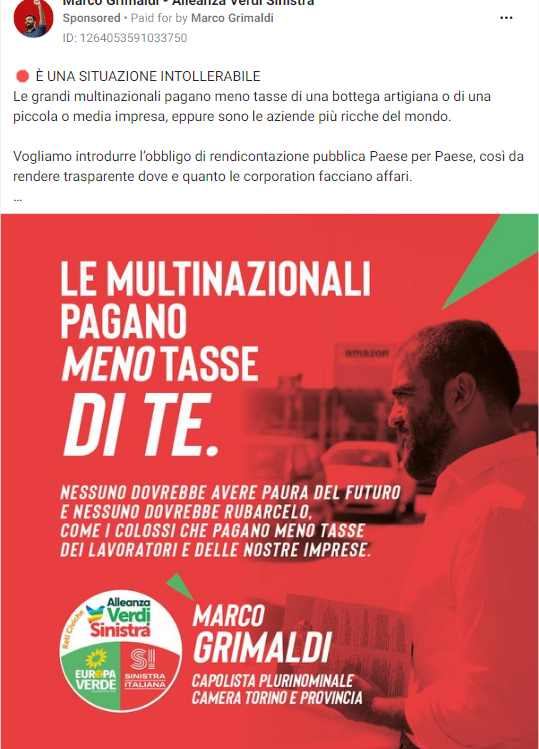 Marco Grimaldi - Alleanza Verdi Sinistra
Sponsored • Paid for by Marco Grimaldi
ID: 1264053591033750
🔴 È UNA SITUAZIONE INTOLLERABILE
Le grandi multinazionali pagano meno tasse di una bottega artigiana o di una
piccola o media impresa, eppure sono le aziende più ricche del mondo.
Vogliamo introdurre l'obbligo di rendicontazione pubblica Paese per Paese, così da
rendere trasparente dove e quanto le corporation facciano affari.
...
LE MULTINAZIONALI
PAGANO
MENO TASSE
DI TE.
amazon
NESSUNO DOVREBBE AVERE PAURA DEL FUTURO
E NESSUNO DOVREBBE RUBARCELO,
COME I COLOSSI CHE PAGANO MENO TASSE
DEI LAVORATORI E DELLE NOSTRE IMPRESE.
Reti Civiche
Alleanza
Verdi
Sinistra
EUROPA
VERDE
SI
SINISTRA
ITALIANA
MARCO
GRIMALDI
CAPOLISTA PLURINOMINALE
CAMERA TORINO E PROVINCIA